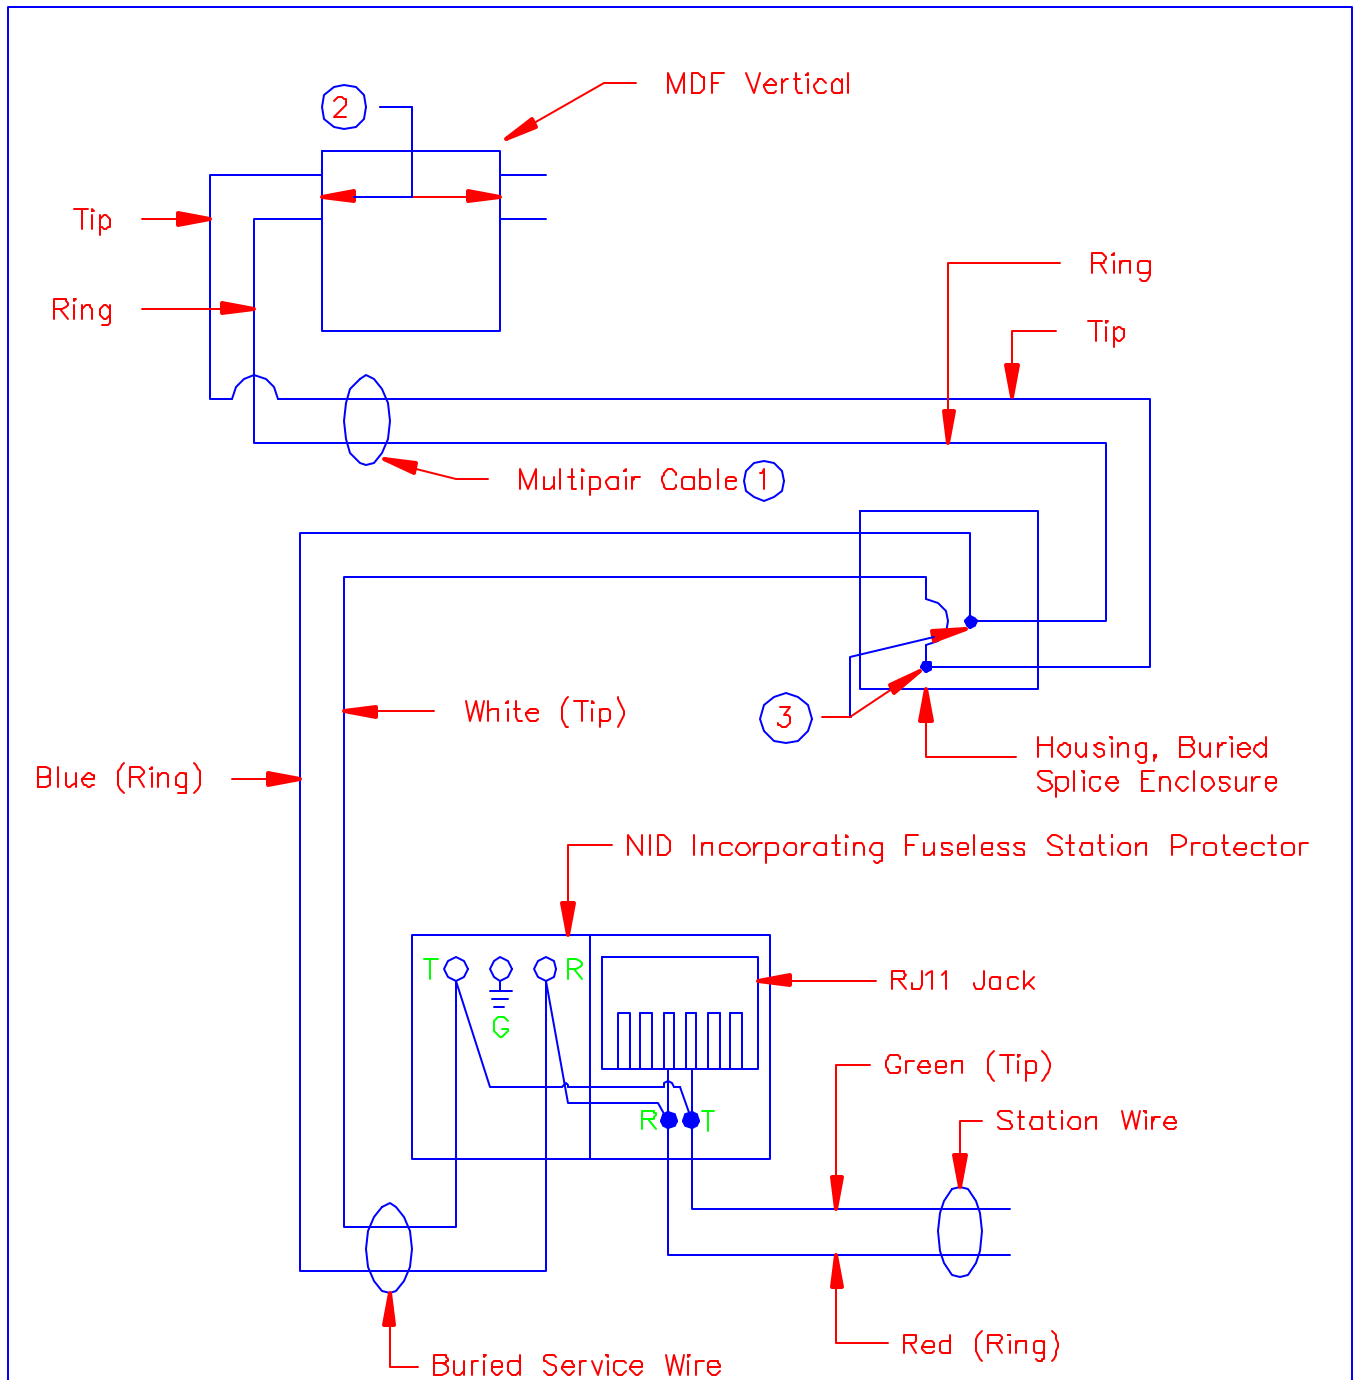 MDF Vertical
2
Tip
Ring
Ring
Tip
Multipair Cable 1
White (Tip)
3
Housing, Buried
Splice Enclosure
Blue (Ring)
NID Incorporating Fuseless Station Protector
T
R
G
RJ11 Jack
Green (Tip)
R
T
Station Wire
Red (Ring)
Buried Service Wire